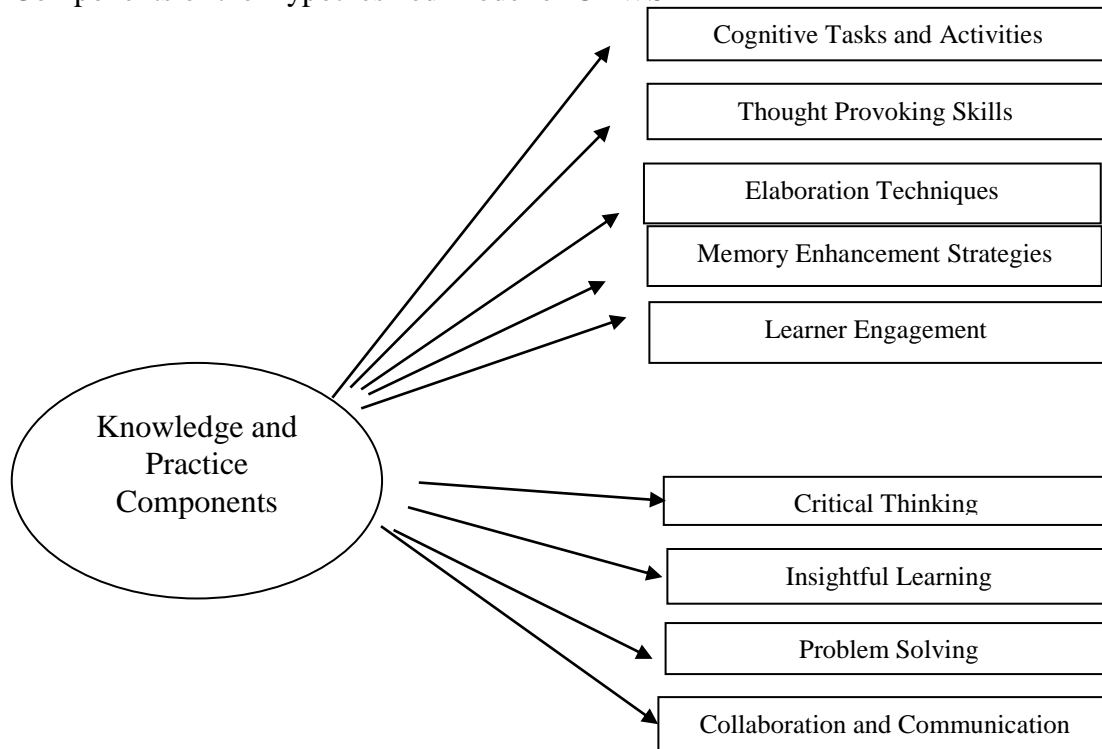 Components of the Hypothesized Model of
Cognitive Tasks and Activities
Thought Provoking Skills
Elaboration Techniques
Memory Enhancement Strategies
Learner Engagement
Knowledge and
Practice
Components
Critical Thinking
Insightful Learning
Problem Solving
Collaboration and Communication